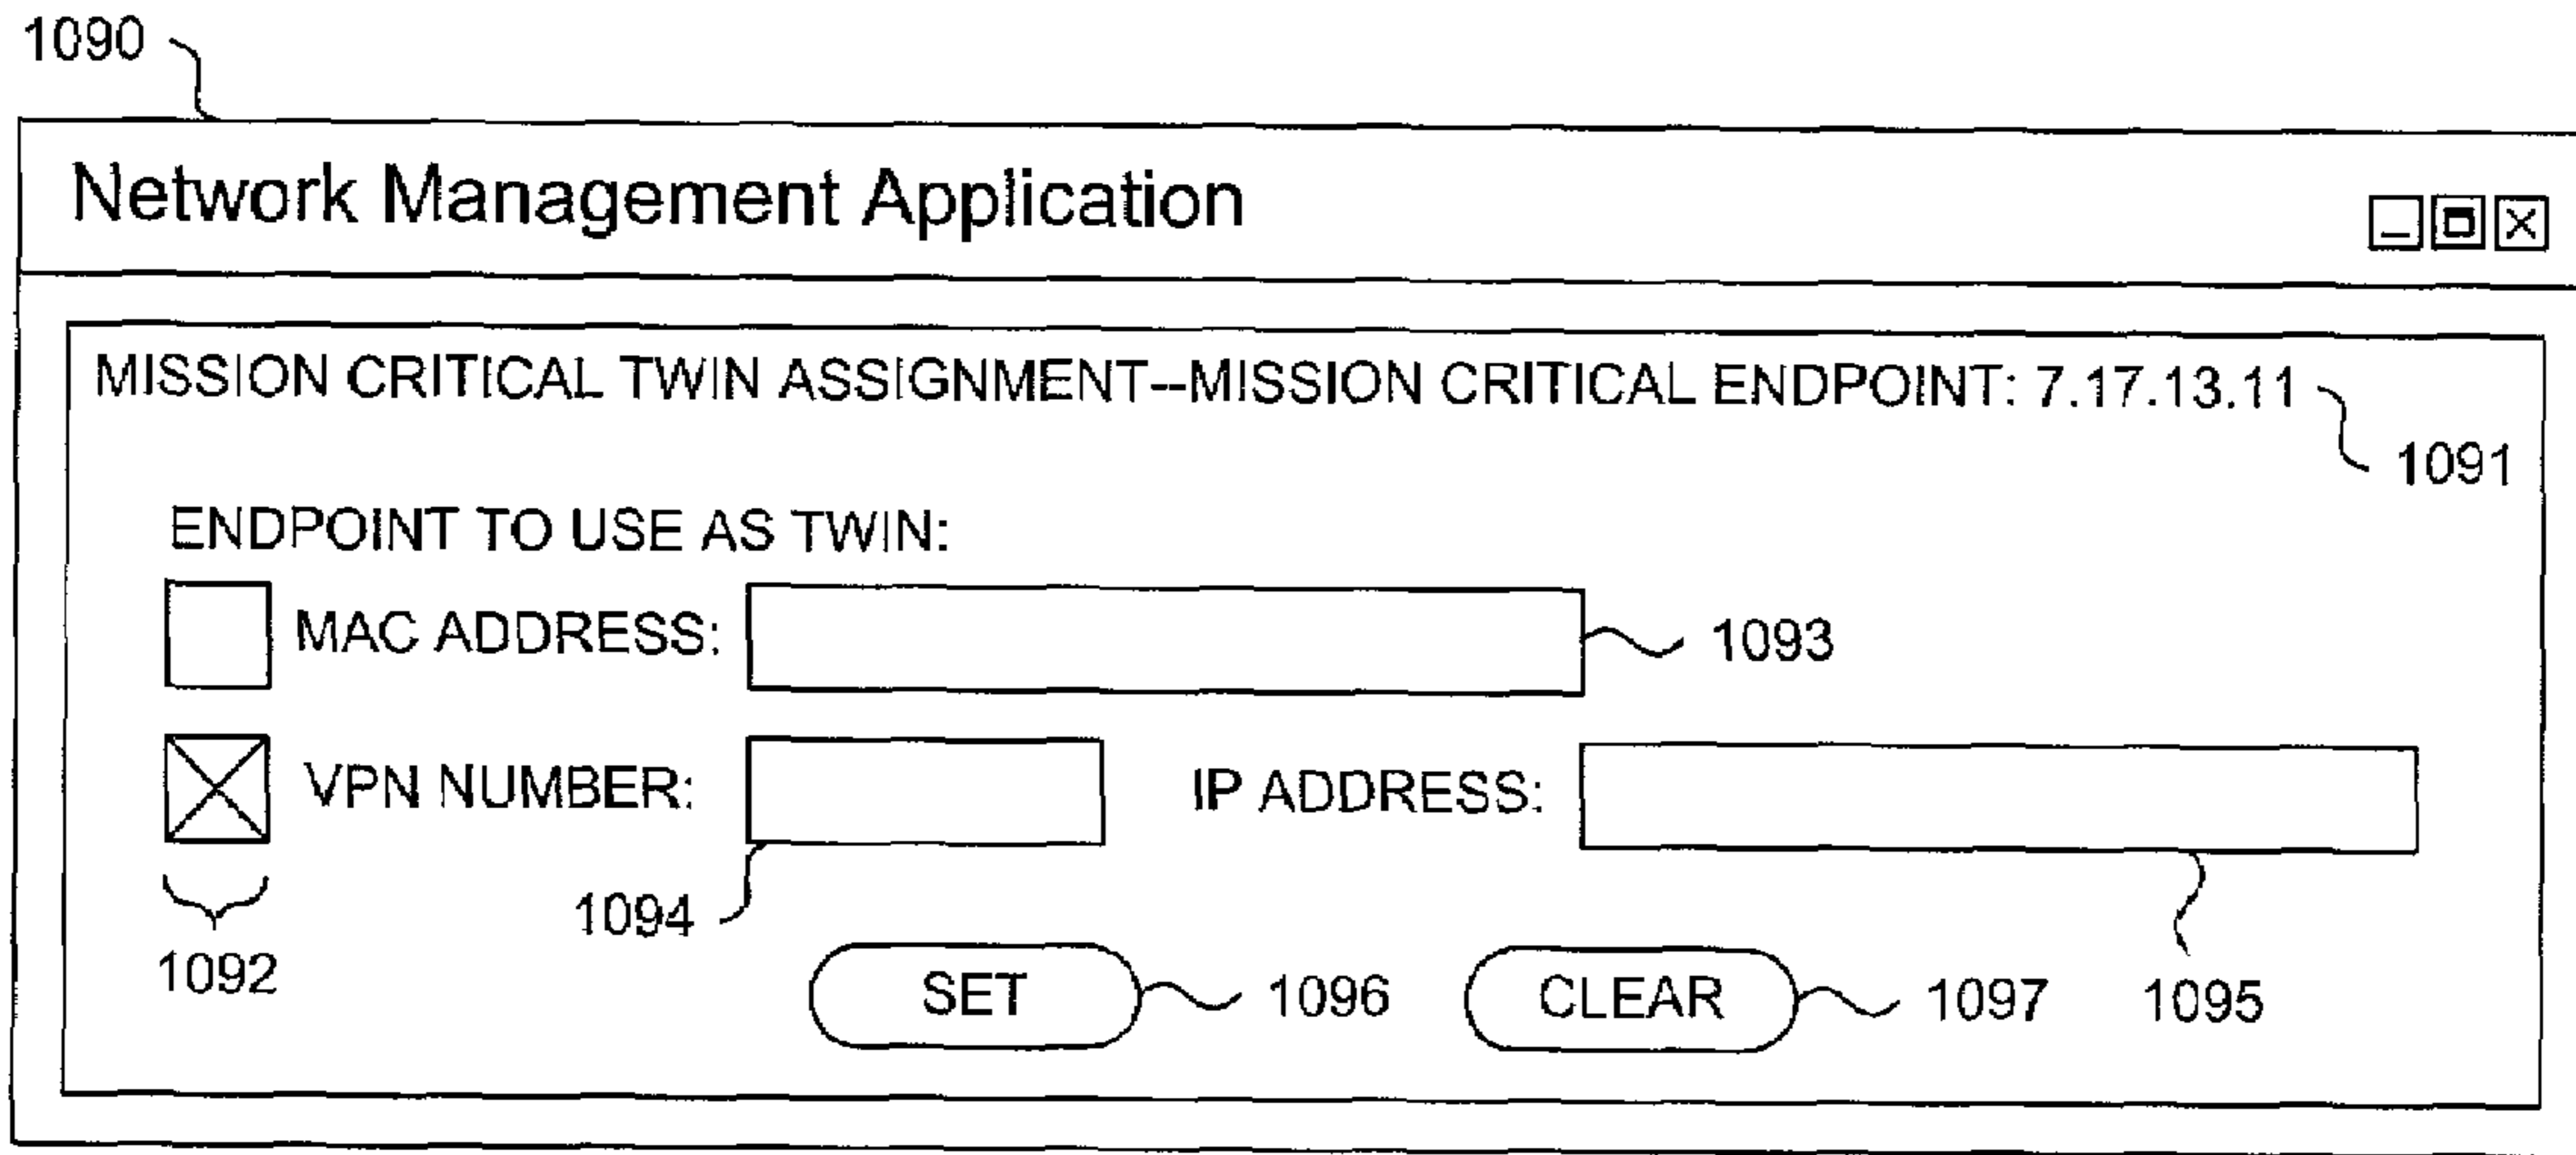 1090
Network Management Application
MISSION CRITICAL TWIN ASSIGNMENT--MISSION CRITICAL ENDPOINT: 7.17.13.11
1091
ENDPOINT TO USE AS TWIN:
MAC ADDRESS:
1093
VPN NUMBER:
IP ADDRESS:
1094
1092
SET
1096
CLEAR
1097
1095